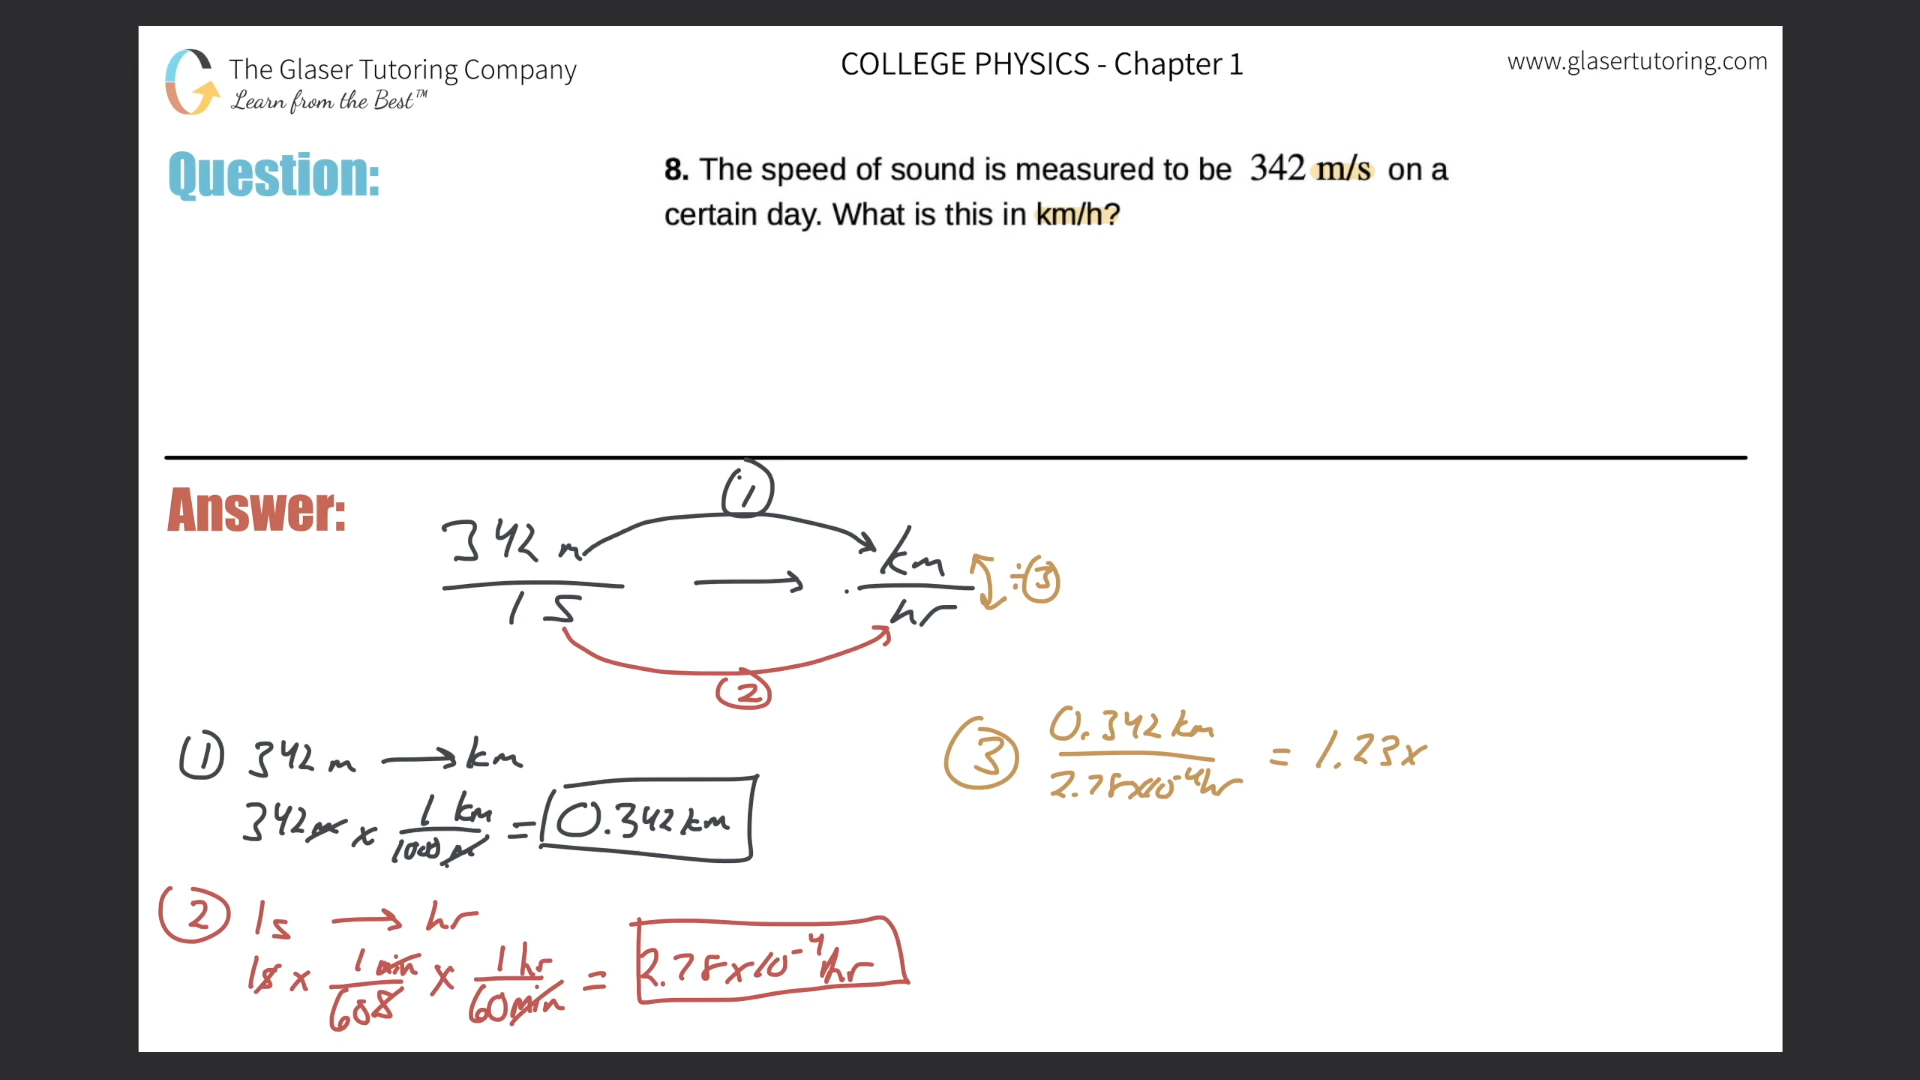 The Glaser Tutoring Company
Learn from the Best™
COLLEGE PHYSICS - Chapter 1
www.glasertutoring.com
Question:
8. The speed of sound is measured to be 342 m/s on a
certain day. What is this in km/h?
Answer:
1
342 m
1 s
→
km
hr
÷ 3
2
1 342 m → km
342 m x 1 km
1000 m
= 0.342 km
2 1s → hr
1s x 1 min
60s
x 1 hr
60 min
= 2.78x10⁻⁴ hr
3 0.342 km
2.78x10⁻⁴hr
= 1.23x